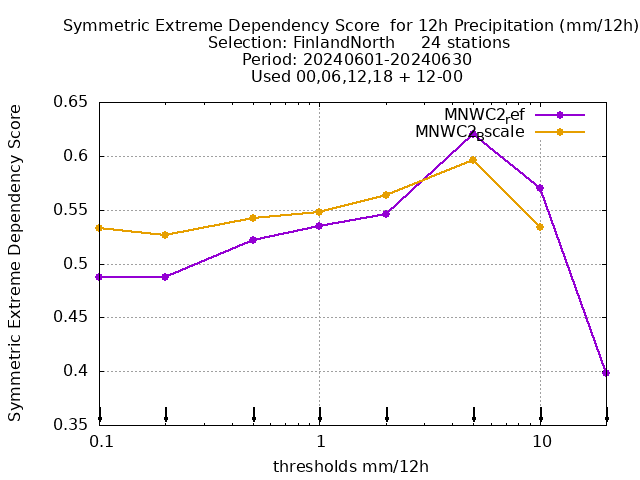 Symmetric Extreme Dependency Score for 12h Precipitation (mm/12h)
Selection: FinlandNorth 24 stations
Period: 20240601-20240630
Used 00,06,12,18 + 12-00
Symmetric Extreme Dependency Score
0.65
0.6
0.55
0.5
0.45
0.4
0.35
MNWC2ref
MNWC2Bscale
0.1
1
10
thresholds mm/12h